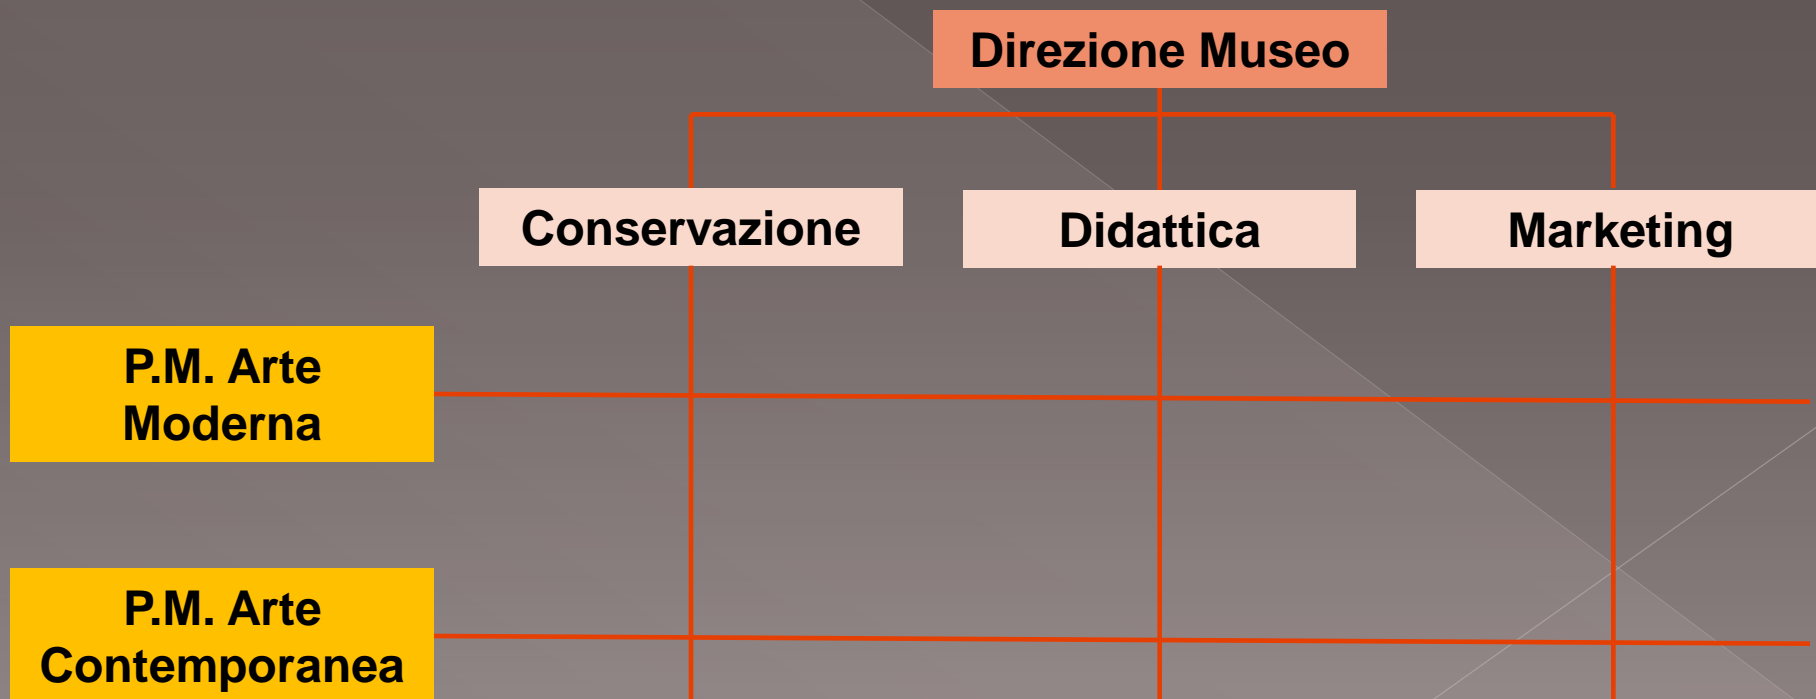 Direzione Museo
Conservazione
Didattica
Marketing
P.M. Arte
Moderna
P.M. Arte
Contemporanea